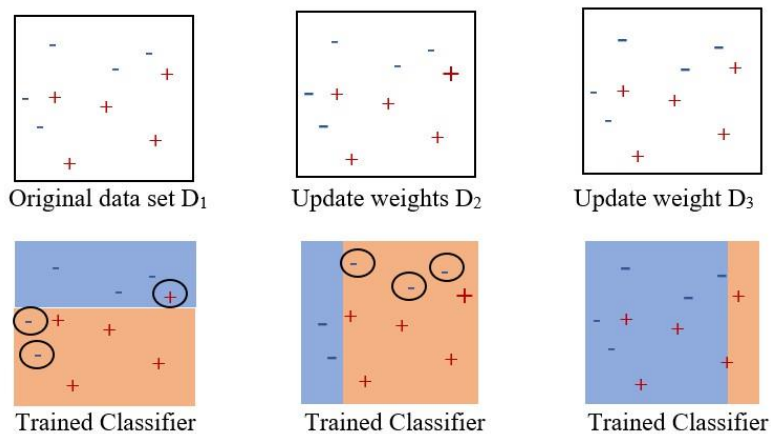 Original data set D₁
Update weights D₂
Update weight D₃
Trained Classifier
Trained Classifier
Trained Classifier